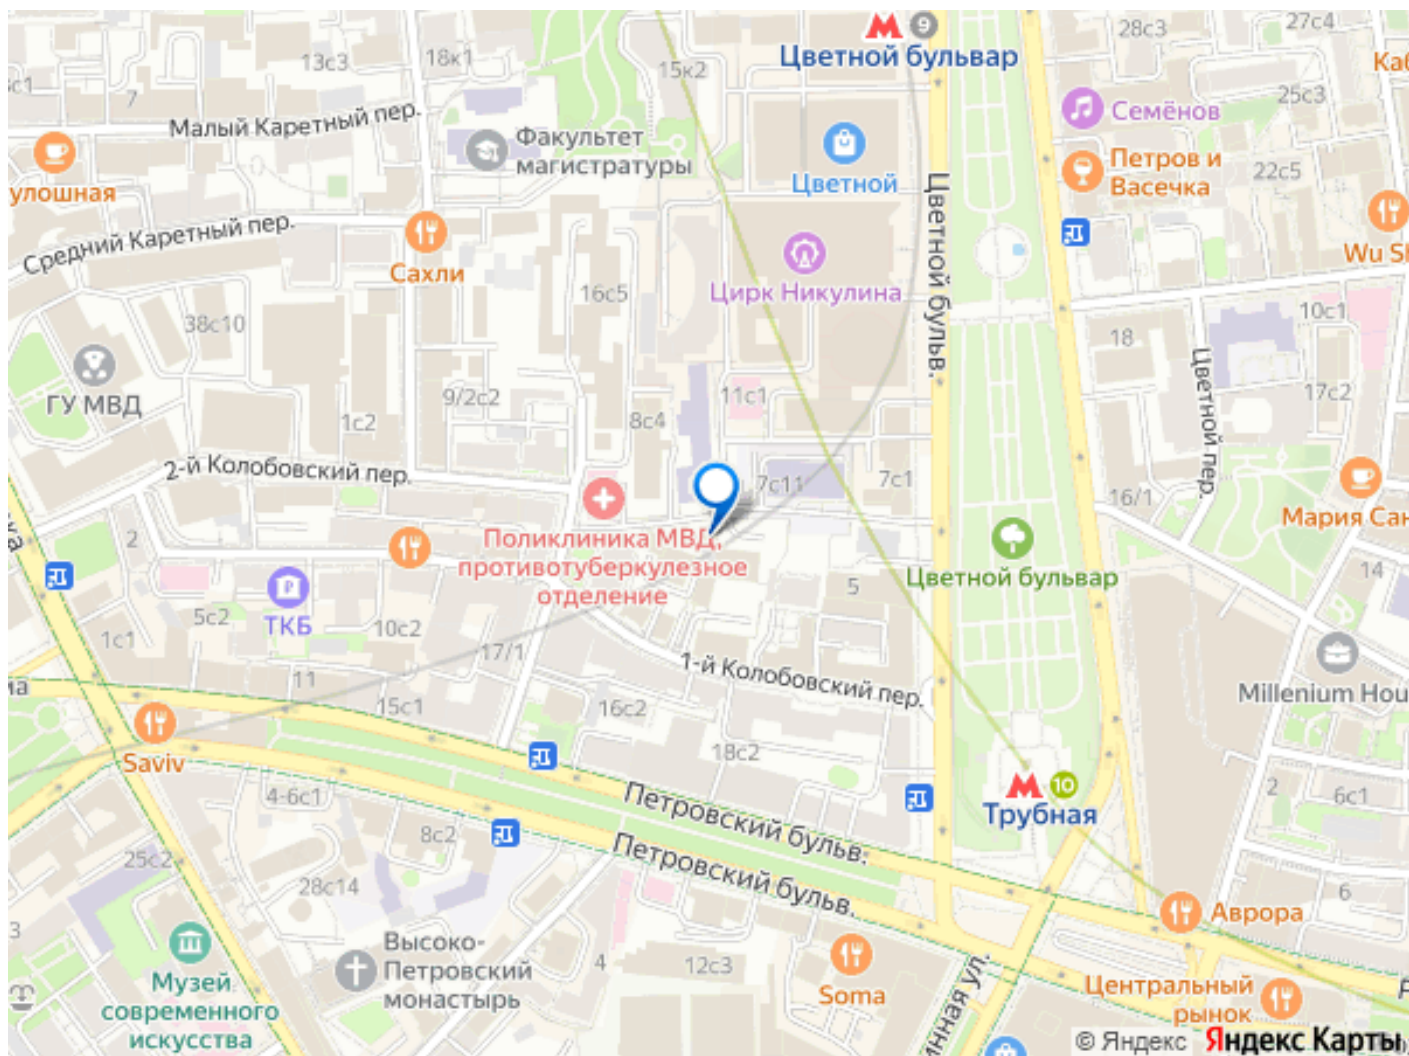 9
Цветной бульвар
28с3
27с4
13с3
18к1
15к2
7
Малый Каретный пер.
Факультет
магистратуры
Цветной
Семёнов
25с3
Петров и
Васечка
22с5
Средний Каретный пер.
Сахли
Цирк Никулина
Цветной бульв.
16с5
38с10
10с1
18
Цветной пер.
ГУ МВД
9/2с2
11с1
17с2
1с2
8с4
2-й Колобовский пер.
7с11
7с1
16/1
2
Поликлиника МВД,
противотуберкулезное
отделение
Цветной бульвар
5
14
ТКБ
5с2
10с2
1с1
17/1
11
15с1
1-й Колобовский пер.
16с2
18с2
Saviv
10
Трубная
2
6с1
4-6с1
8с2
Петровский бульв.
Петровский бульв.
25с2
28с14
6
Аврора
3
Высоко-
Петровский
монастырь
4
12с3
Soma
Музей
современного
искусства
Центральный
рынок
© Яндекс
Яндекс Карты